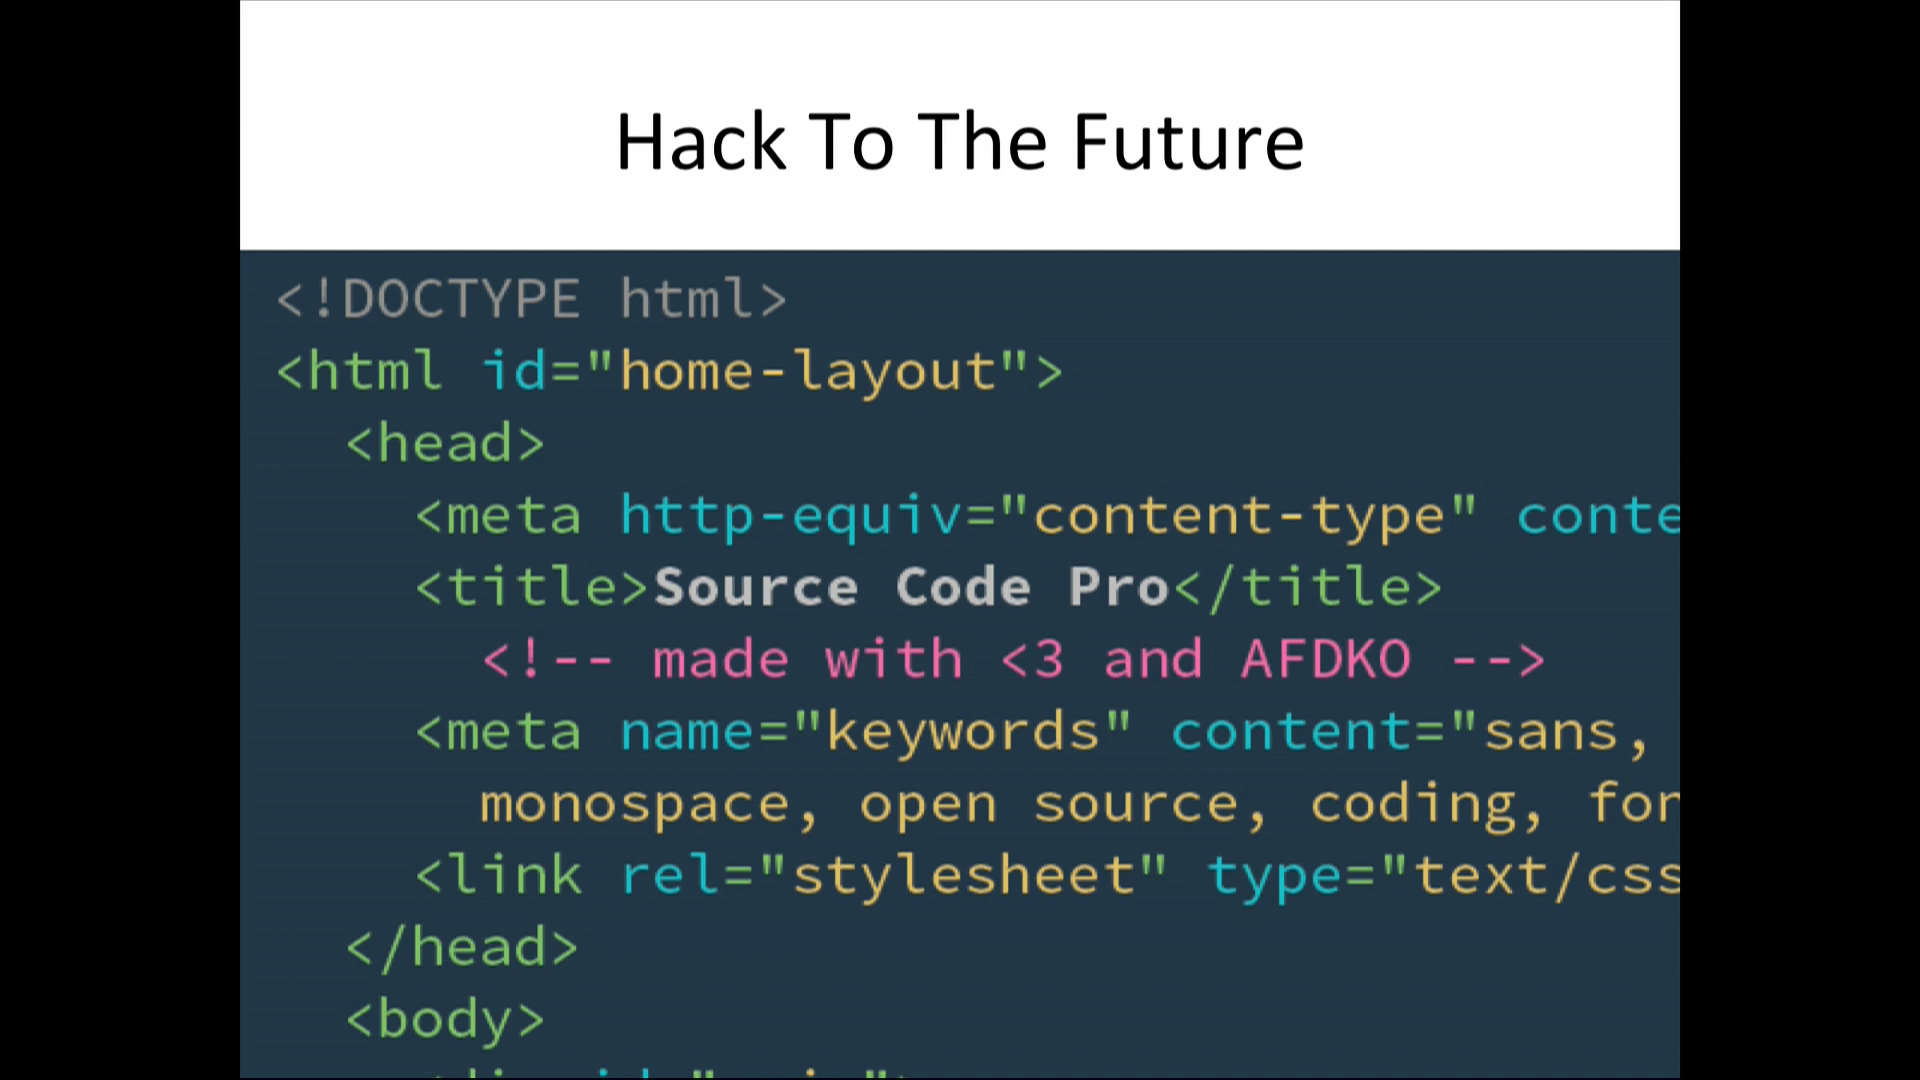 Hack To The Future
<!DOCTYPE html>
<html id="home-layout">
<head>
<meta http-equiv="content-type" conte
<title>Source Code Pro</title>
<!-- made with <3 and AFDKO -->
<meta name="keywords" content="sans,
monospace, open source, coding, fon
<link rel="stylesheet" type="text/css
</head>
<body>